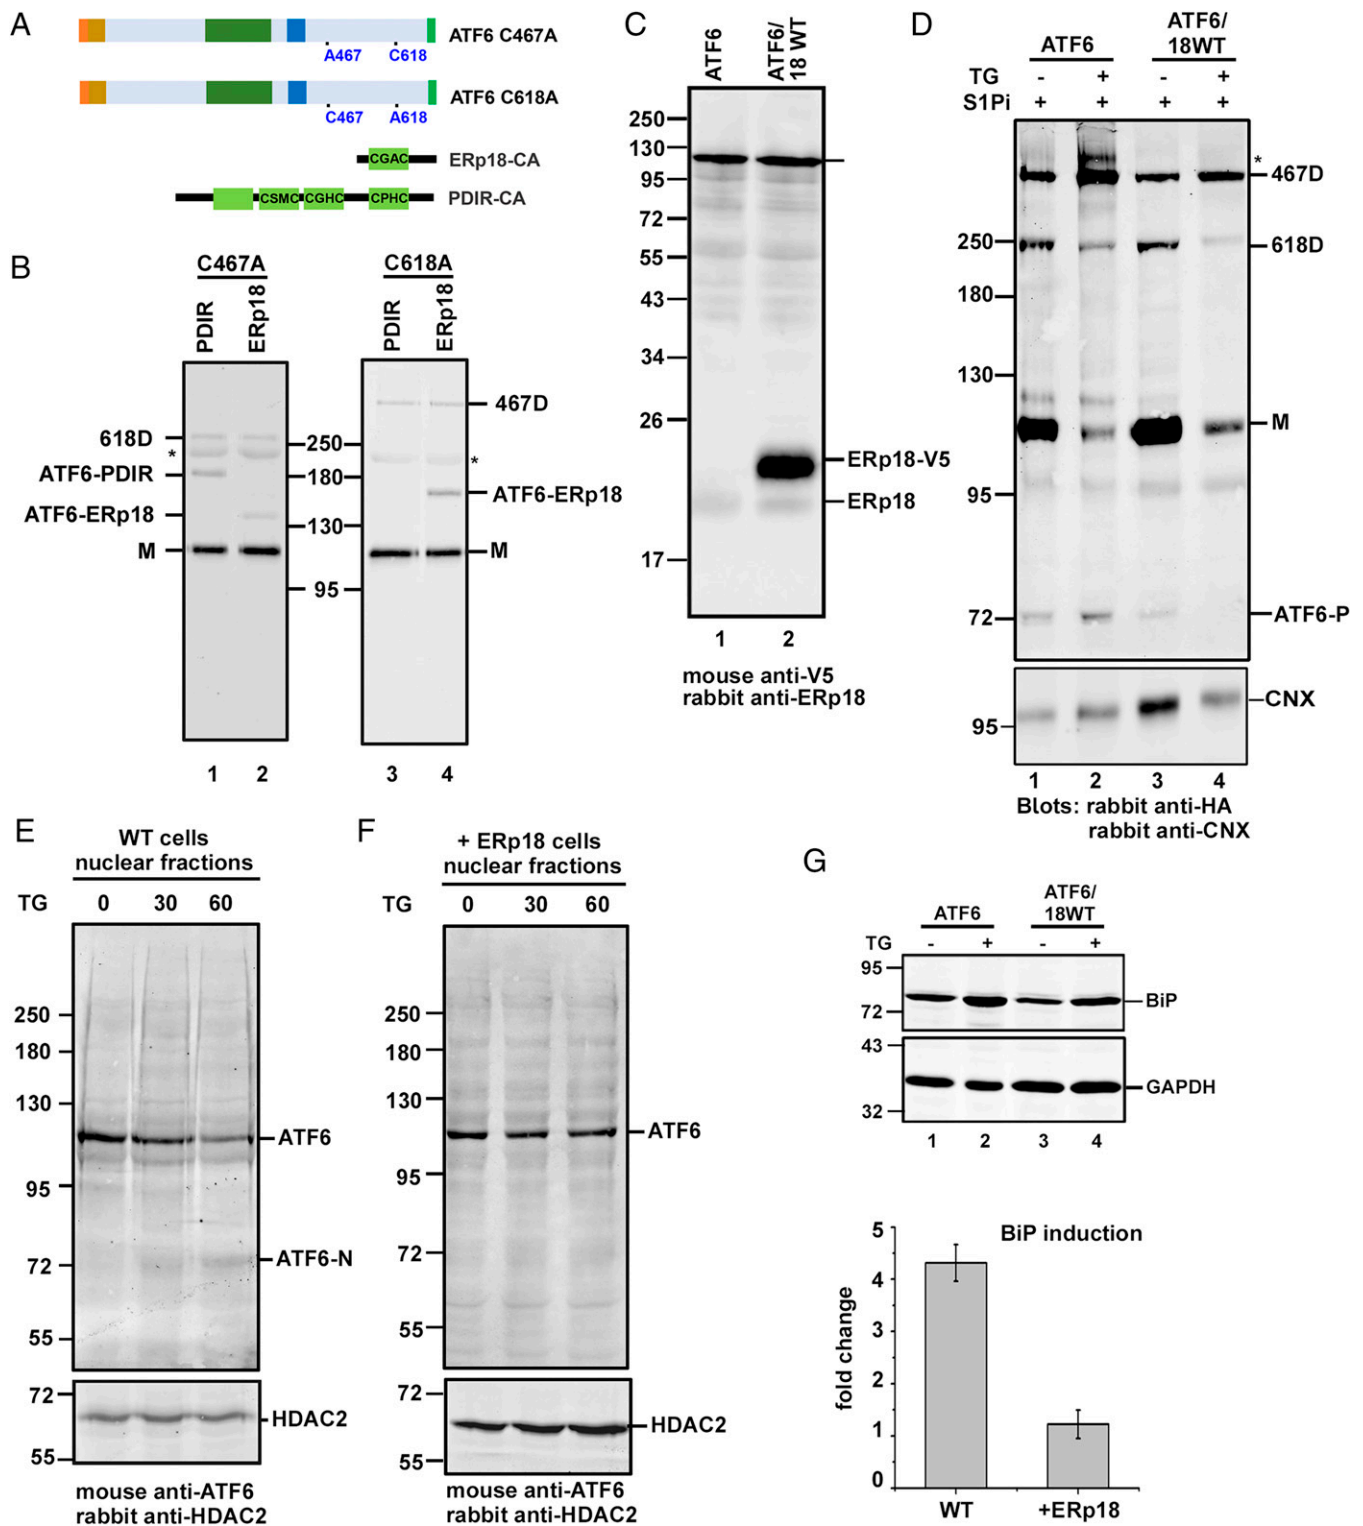 A
ATF6 C467A
A467 C618
ATF6 C618A
C467 A618
CGAC
ERp18-CA
CSMC CGHC CPHC
PDIR-CA
B
C467A C618A
PDIR ERp18 PDIR ERp18
467D
618D
250
*
*
ATF6-PDIR
180
ATF6-ERp18
ATF6-ERp18
130
M
M
95
1 2 3 4
C
ATF6 ATF6/ 18 WT
250
130
95
72
55
43
34
26
ERp18-V5
ERp18
17
1 2
mouse anti-V5
rabbit anti-ERp18
D
ATF6 ATF6/
18WT
TG - + - +
S1Pi + + + +
*
467D
250
618D
180
130
M
95
72
ATF6-P
CNX
95
1 2 3 4
Blots: rabbit anti-HA
rabbit anti-CNX
E
WT cells
nuclear fractions
TG 0 30 60
250
180
130
ATF6
95
ATF6-N
72
55
72
HDAC2
55
mouse anti-ATF6
rabbit anti-HDAC2
F
+ ERp18 cells
nuclear fractions
0 30 60
250
180
130
ATF6
95
72
55
72
HDAC2
55
mouse anti-ATF6
rabbit anti-HDAC2
G
ATF6 ATF6/
18WT
TG - + - +
95
BiP
72
43
GAPDH
32
1 2 3 4
BiP induction
fold change
5
4
3
2
1
0
WT +ERp18